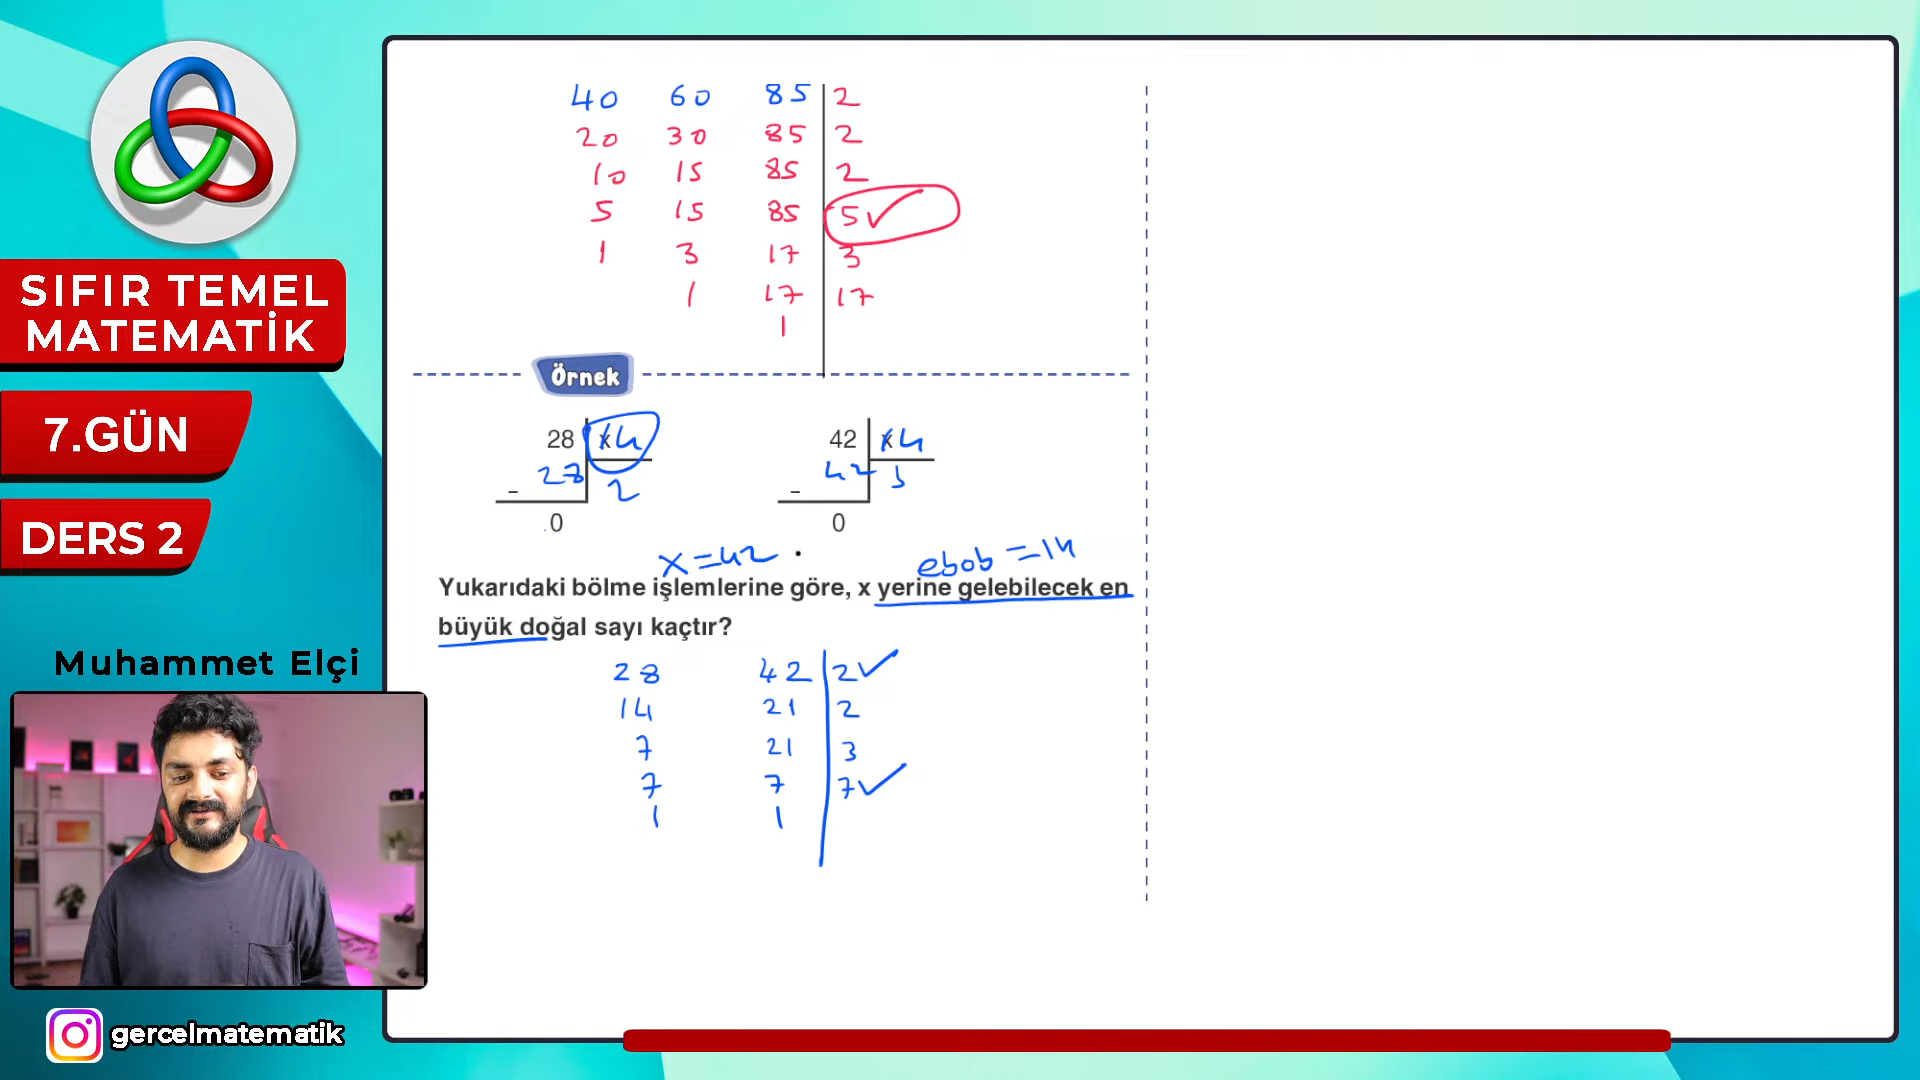 SIFIR TEMEL
MATEMATİK
7.GÜN
DERS 2
Muhammet Elçi
gercelmatematik
40 60 85 2
20 30 85 2
10 15 85 2
5 15 85 5
1 3 17 3
1 17 17
1
Örnek
28 14
28 2
-
0
42 14
42 3
-
0
x=42 ebob=14
Yukarıdaki bölme işlemlerine göre, x yerine gelebilecek en
büyük doğal sayı kaçtır?
28 42 2
14 21 2
7 21 3
7 7 7
1 1